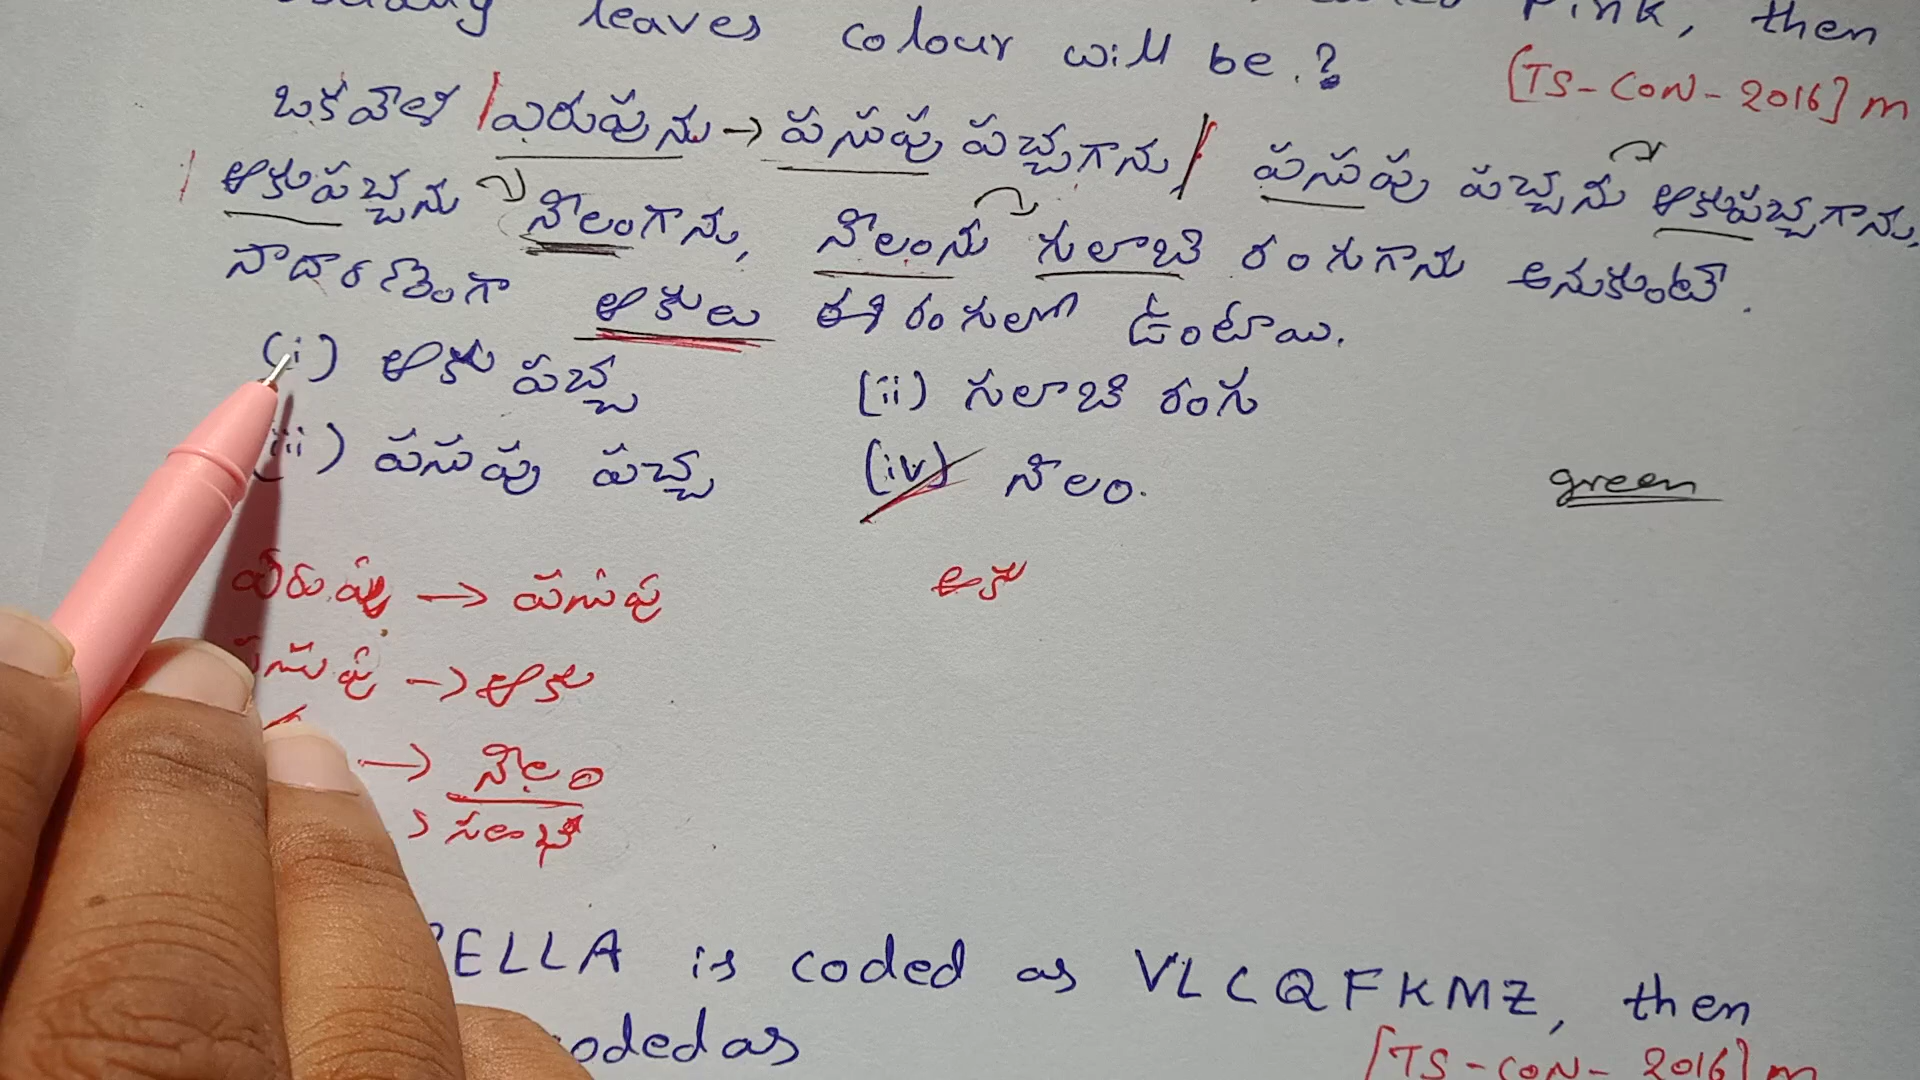 leaves colour will be.? Pink, then
[TS-CON-2016] m
ఒకవేళ ఎరుపును → పసుపు పచ్చగాను, పసుపు పచ్చను ఆకుపచ్చగాను,
ఆకుపచ్చను నీలంగాను, నీలంను గులాబి రంగుగాను అనుకుంటే.
సాదారణంగా ఆకులు ఈ రంగులో ఉంటాయి.
(i) ఆకు పచ్చ (ii) గులాబి రంగు
(iii) పసుపు పచ్చ (iv) నీలం.
green
ఎరుపు → పసుపు ఆకు
పసుపు → ఆకు
→ నీలం
గులాబి
ELLA is coded as VLCQFKMZ, then
coded as
[TS-CON-2016] m